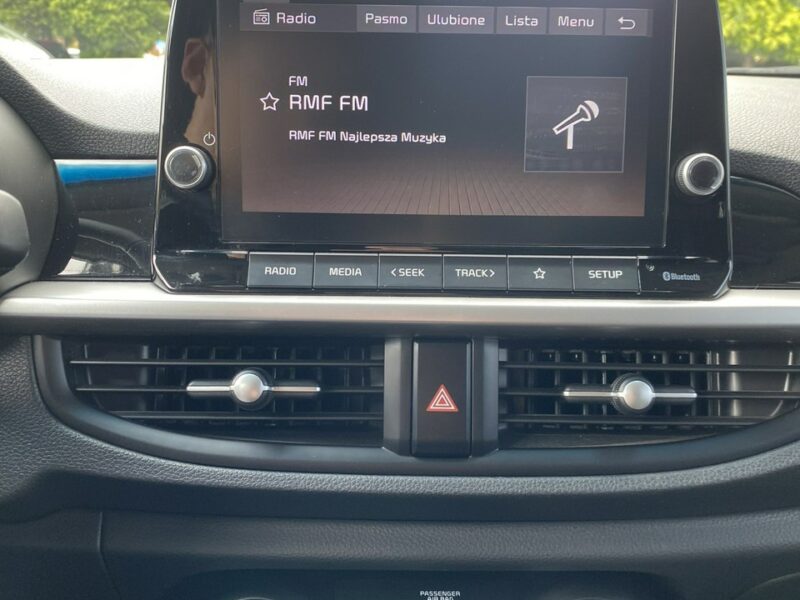 Radio Pasmo Ulubione Lista Menu
FM
RMF FM
RMF FM Najlepsza Muzyka
RADIO MEDIA < SEEK TRACK > SETUP Bluetooth
PASSENGER
AIR BAG